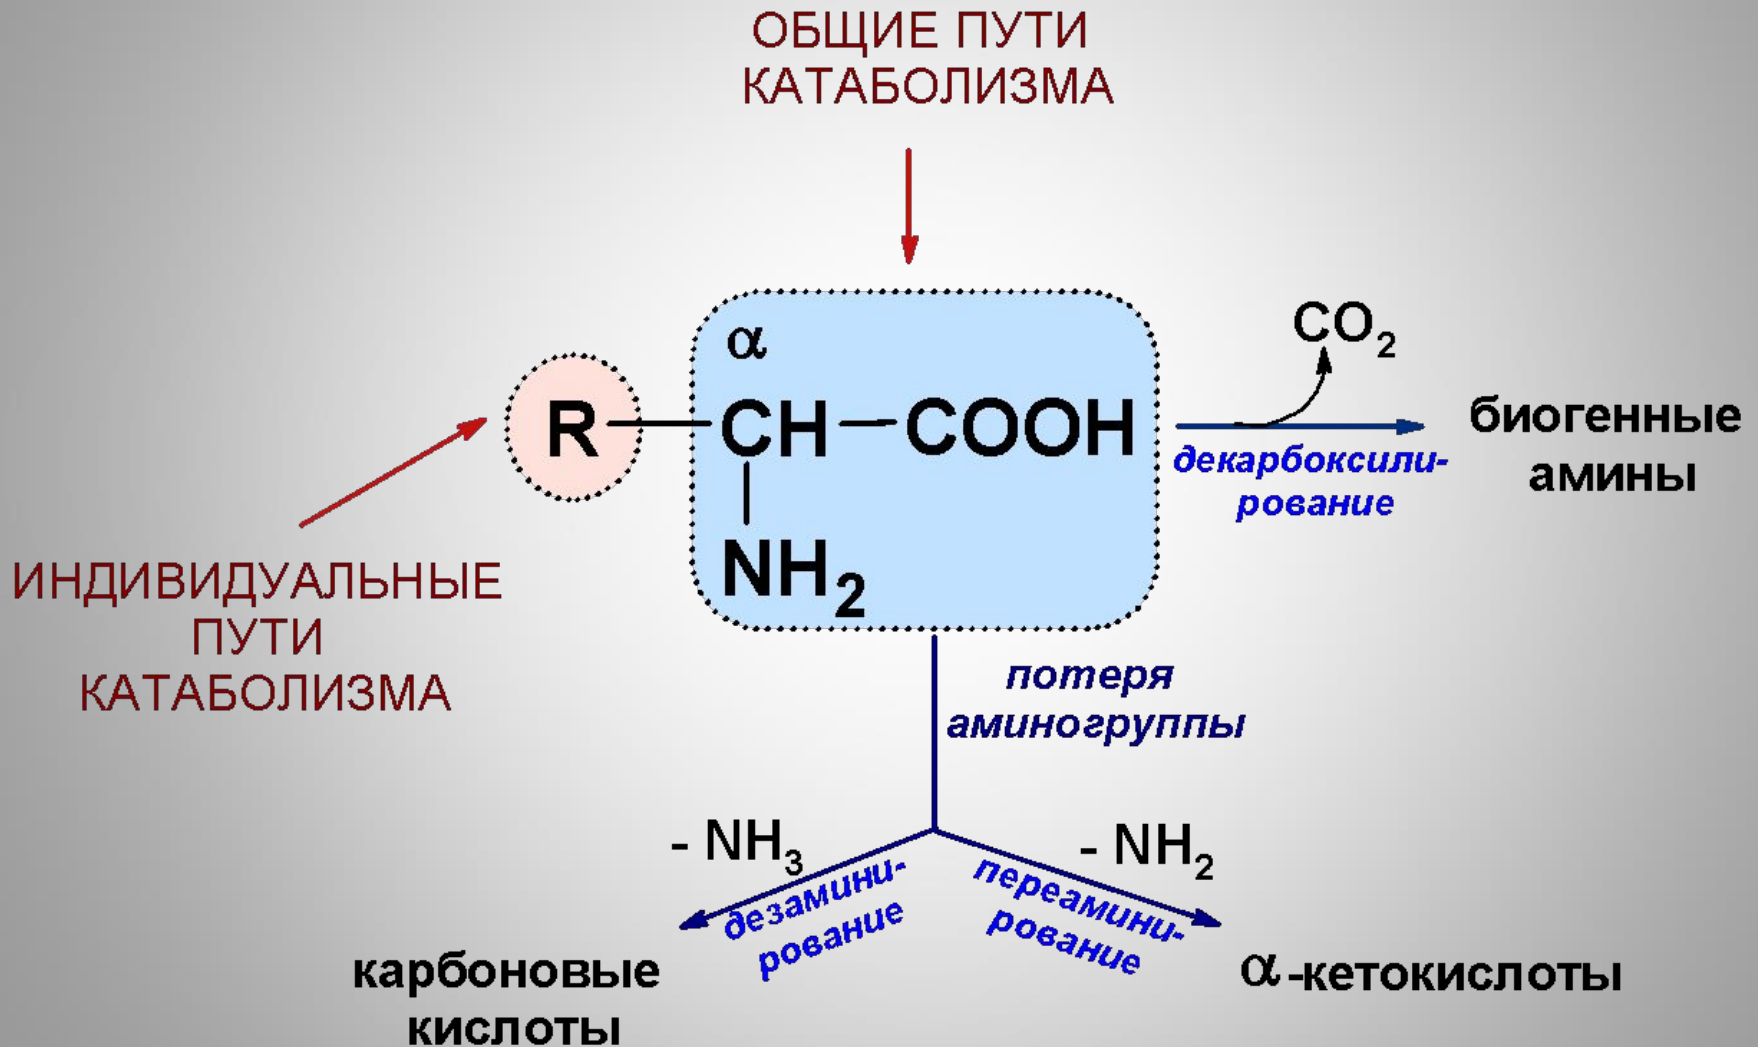 ОБЩИЕ ПУТИ
КАТАБОЛИЗМА
α
R—CH—COOH
NH₂
CO₂
декарбоксили-
рование
биогенные
амины
ИНДИВИДУАЛЬНЫЕ
ПУТИ
КАТАБОЛИЗМА
потеря
аминогруппы
- NH₃
дезамини-
рование
- NH₂
переамини-
рование
карбоновые
кислоты
α-кетокислоты